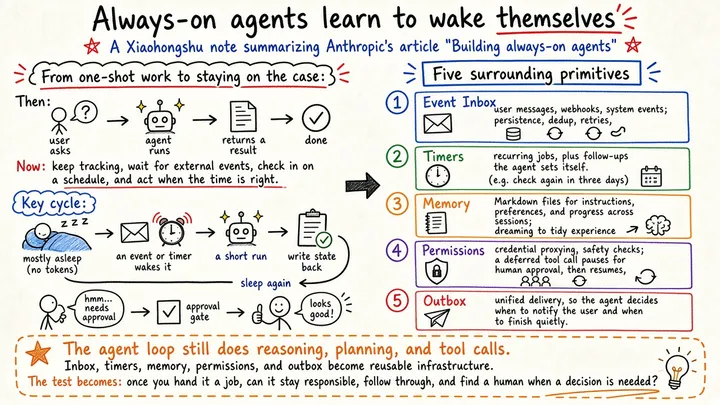 Always-on agents learn to wake themselves
A Xiaohongshu note summarizing Anthropic's article "Building always-on agents"
From one-shot work to staying on the case:
Then:
?
user
asks
agent
runs
returns a
result
done
Now: keep tracking, wait for external events, check in on
a schedule, and act when the time is right.
Key cycle:
z z z
mostly asleep
(no tokens)
an event or timer
wakes it
a short run
write state
back
sleep again
hmm...
needs
approval
approval
gate
looks
good!
Five surrounding primitives
1
Event Inbox
user messages, webhooks, system events;
persistence, dedup, retries,
2
Timers
recurring jobs, plus follow-ups
the agent sets itself.
(e.g. check again in three days)
3
Memory
Markdown files for instructions,
preferences, and progress across
sessions;
dreaming to tidy experience
4
Permissions
credential proxying, safety checks;
a deferred tool call pauses for
human approval, then resumes,
5
Outbox
unified delivery, so the agent decides
when to notify the user and when
to finish quietly.
The agent loop still does reasoning, planning, and tool calls.
Inbox, timers, memory, permissions, and outbox become reusable infrastructure.
The test becomes: once you hand it a job, can it stay responsible, follow through, and find a human when a decision is needed?